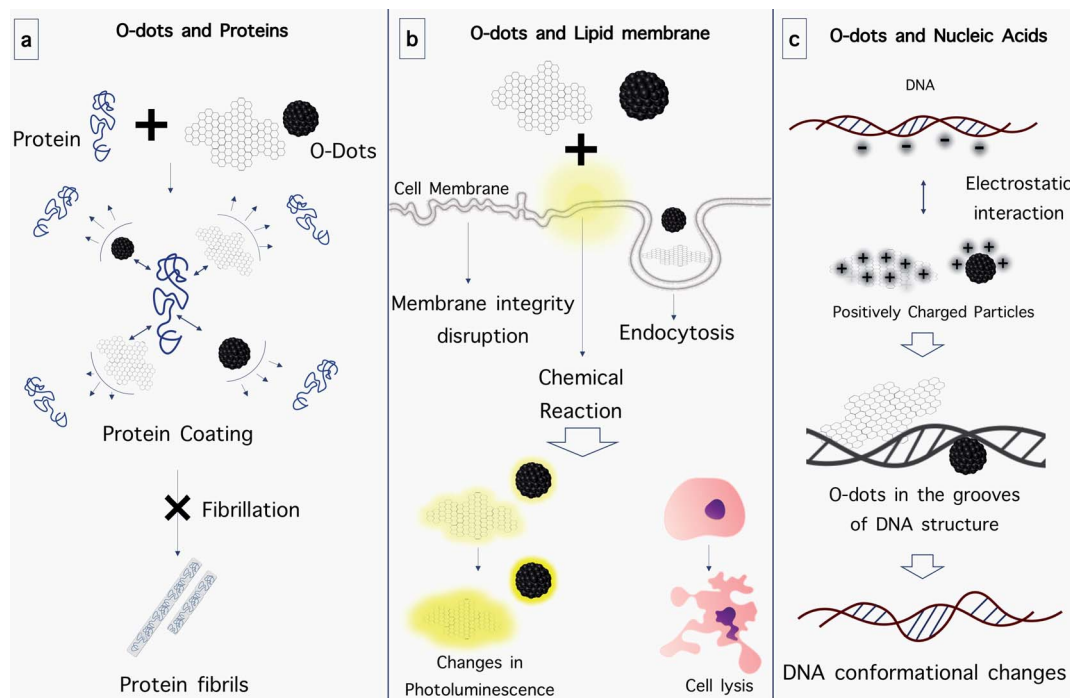 a
O-dots and Proteins
Protein
+
O-Dots
Protein Coating
Fibrillation
Protein fibrils
b
O-dots and Lipid membrane
+
Cell Membrane
Membrane integrity
disruption
Endocytosis
Chemical
Reaction
Changes in
Photoluminescence
Cell lysis
c
O-dots and Nucleic Acids
DNA
- - - -
Electrostatic
interaction
+ + + + + + + + + + +
Positively Charged Particles
O-dots in the grooves
of DNA structure
DNA conformational changes